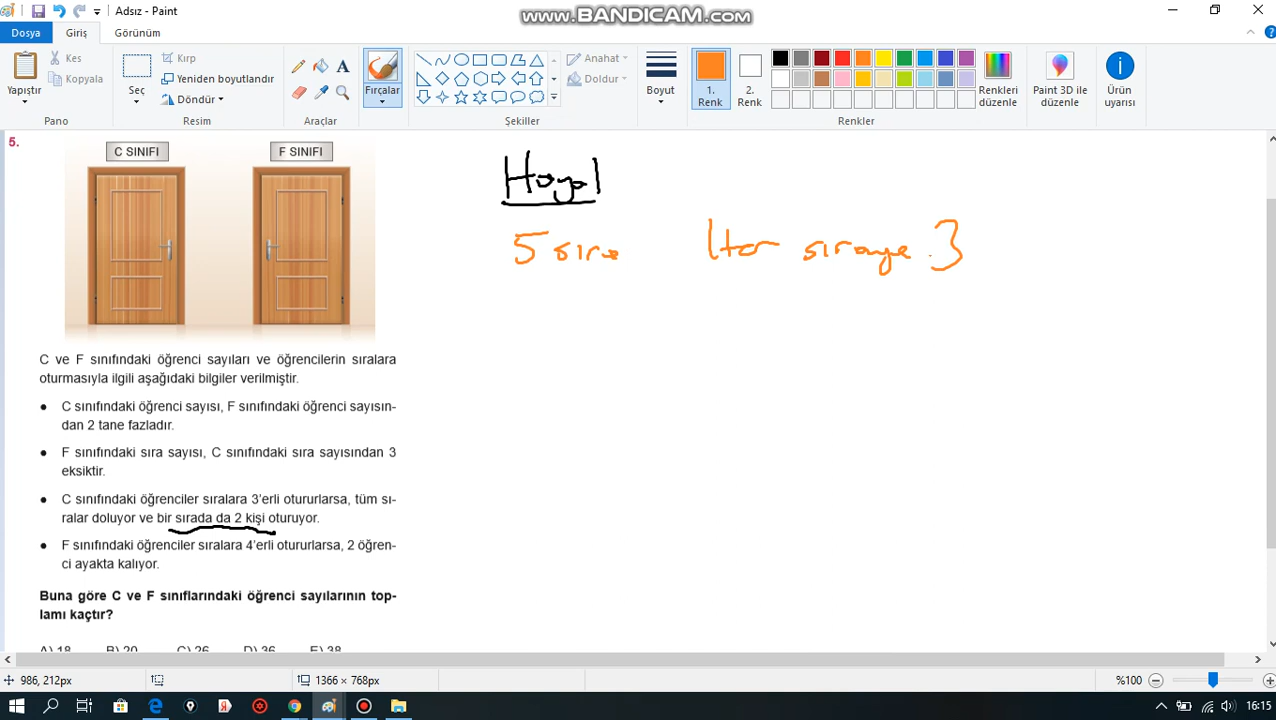 Adsız - Paint
www.BANDICAM.com
Dosya Giriş Görünüm
Yapıştır
Kes
Kopyala
Pano
Seç
Kırp
Yeniden boyutlandır
Döndür
Resim
A
Araçlar
Fırçalar
Anahat
Doldur
Şekiller
Boyut
1.
Renk
2.
Renk
Renkler
Renkleri
düzenle
Paint 3D ile
düzenle
Ürün
uyarısı
5.
C SINIFI
F SINIFI
Hayal
5 sıra
Her sıraya 3
C ve F sınıfındaki öğrenci sayıları ve öğrencilerin sıralara
oturmasıyla ilgili aşağıdaki bilgiler verilmiştir.
● C sınıfındaki öğrenci sayısı, F sınıfındaki öğrenci sayısın-
dan 2 tane fazladır.
● F sınıfındaki sıra sayısı, C sınıfındaki sıra sayısından 3
eksiktir.
● C sınıfındaki öğrenciler sıralara 3'erli otururlarsa, tüm sı-
ralar doluyor ve bir sırada da 2 kişi oturuyor.
● F sınıfındaki öğrenciler sıralara 4'erli otururlarsa, 2 öğren-
ci ayakta kalıyor.
Buna göre C ve F sınıflarındaki öğrenci sayılarının top-
lamı kaçtır?
A) 18 B) 20 C) 26 D) 36 E) 38
986, 212px
1366 × 768px
%100
16:15